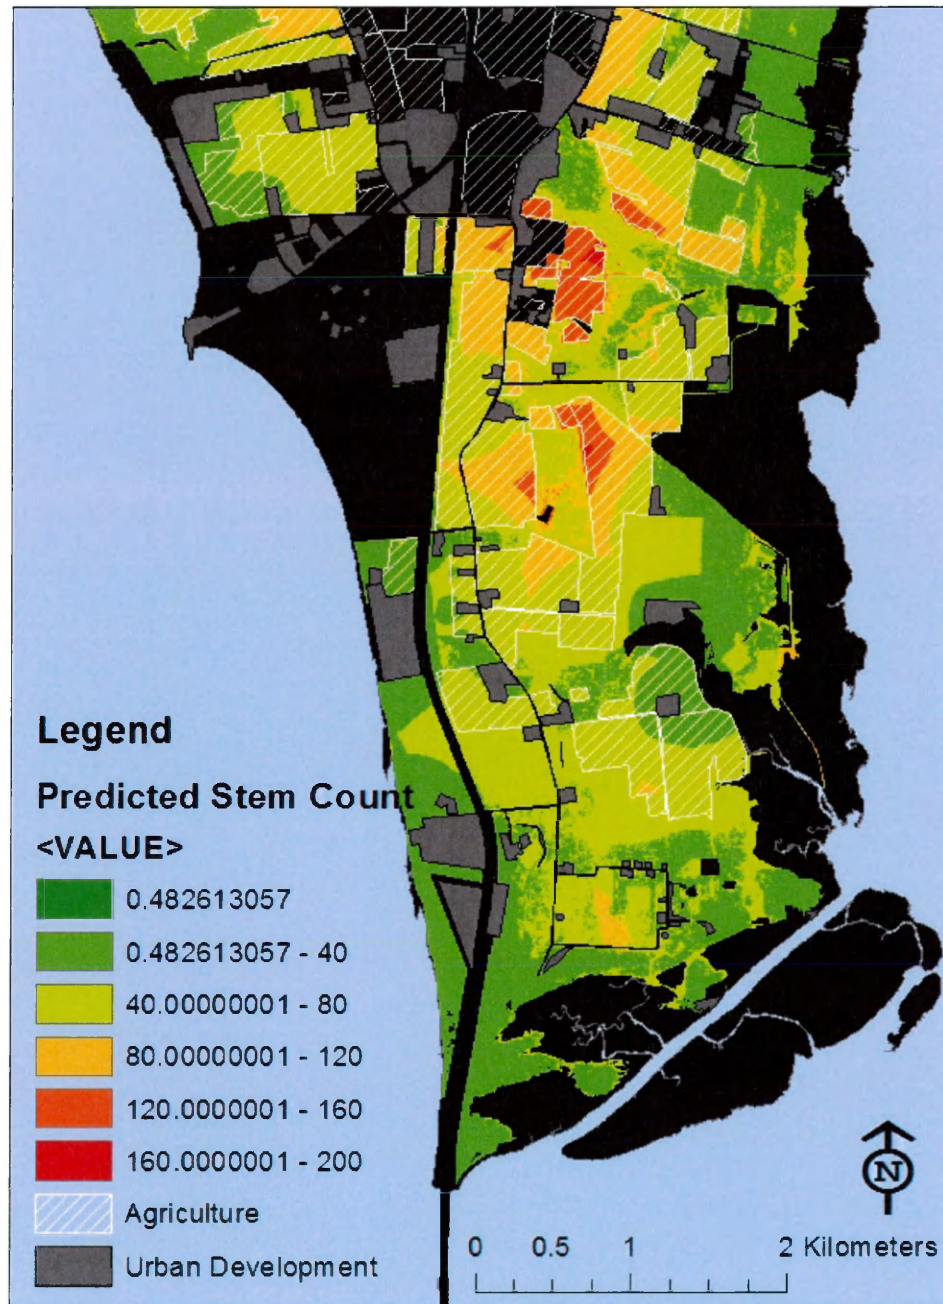 Legend
Predicted Stem Count
<VALUE>
0.482613057
0.482613057 - 40
40.00000001 - 80
80.00000001 - 120
120.0000001 - 160
160.0000001 - 200
Agriculture
Urban Development
N
0 0.5 1 2 Kilometers